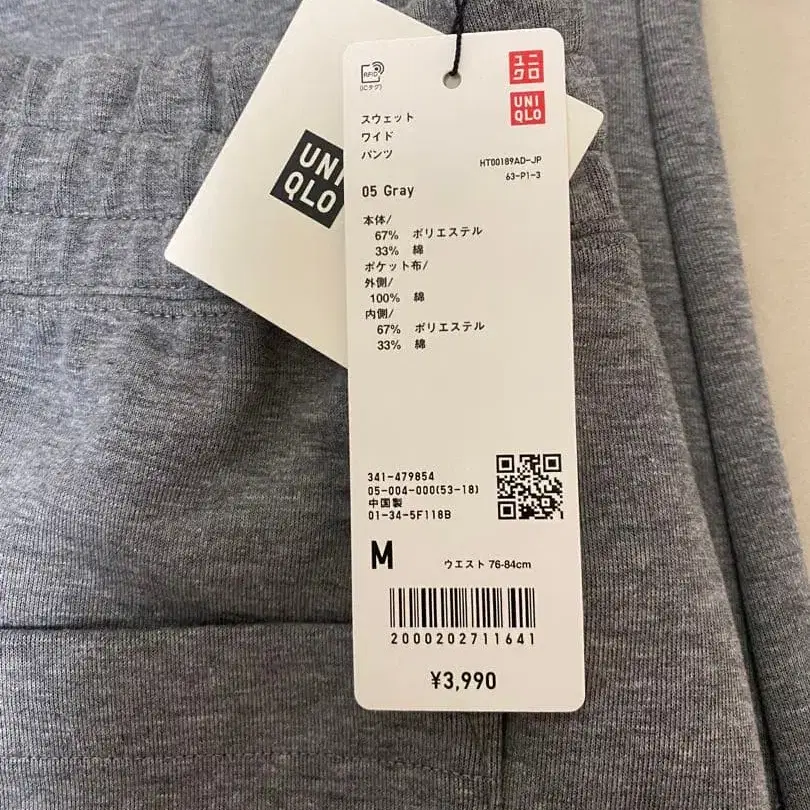 UNI
QLO
RFID
(ICタグ)
ユニ
クロ
UNI
QLO
スウェット
ワイド
パンツ
HT00189AD-JP
63-P1-3
05 Gray
本体/
67% ポリエステル
33% 綿
ポケット布/
外側/
100% 綿
内側/
67% ポリエステル
33% 綿
341-479854
05-004-000(53-18)
中国製
01-34-5F118B
M ウエスト 76-84cm
2000202711641
¥3,990